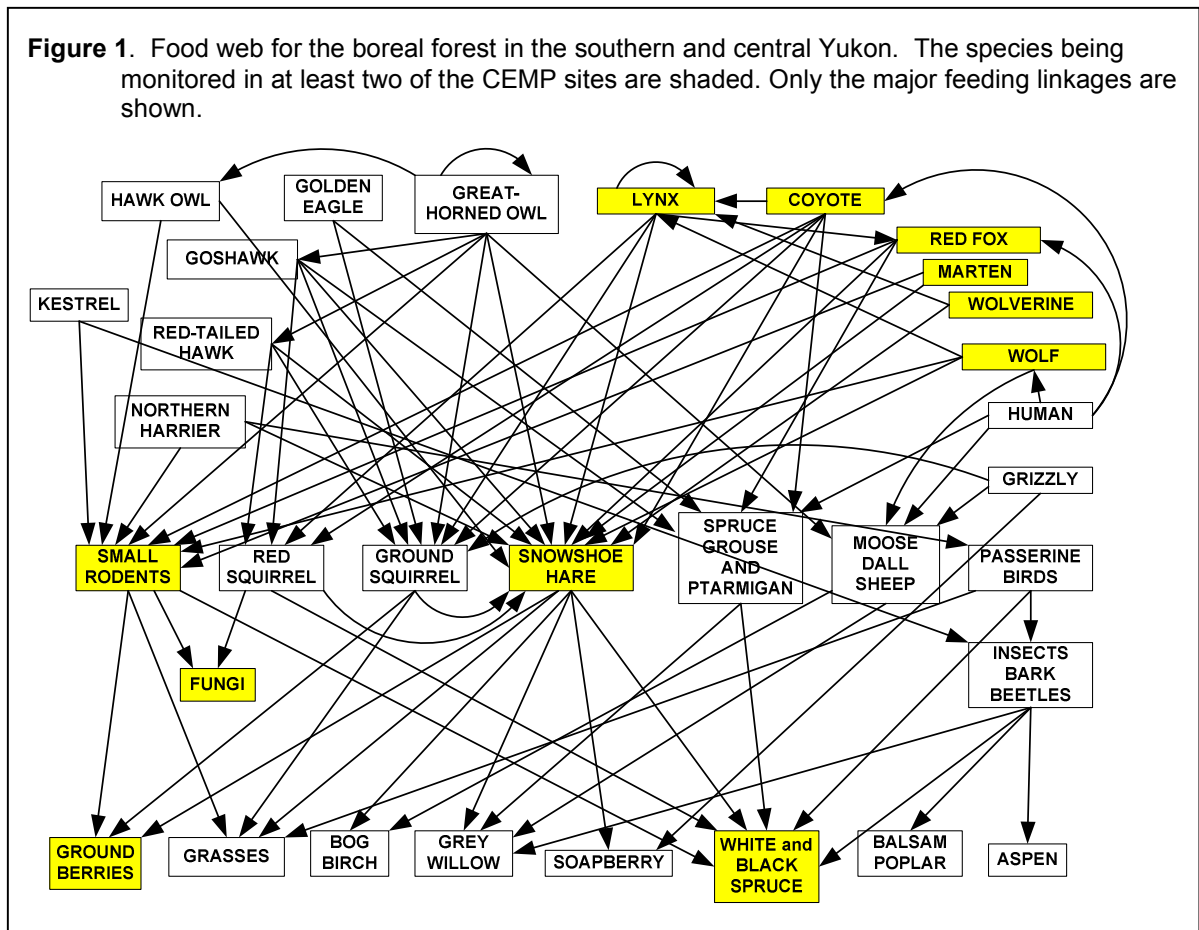 Figure 1. Food web for the boreal forest in the southern and central Yukon. The species being
monitored in at least two of the CEMP sites are shaded. Only the major feeding linkages are
shown.
HAWK OWL
GOLDEN
EAGLE
GREAT-
HORNED OWL
LYNX
COYOTE
RED FOX
GOSHAWK
MARTEN
KESTREL
WOLVERINE
RED-TAILED
HAWK
WOLF
NORTHERN
HARRIER
HUMAN
GRIZZLY
SMALL
RODENTS
RED
SQUIRREL
GROUND
SQUIRREL
SNOWSHOE
HARE
SPRUCE
GROUSE
AND
PTARMIGAN
MOOSE
DALL
SHEEP
PASSERINE
BIRDS
FUNGI
INSECTS
BARK
BEETLES
GROUND
BERRIES
GRASSES
BOG
BIRCH
GREY
WILLOW
SOAPBERRY
WHITE and
BLACK
SPRUCE
BALSAM
POPLAR
ASPEN